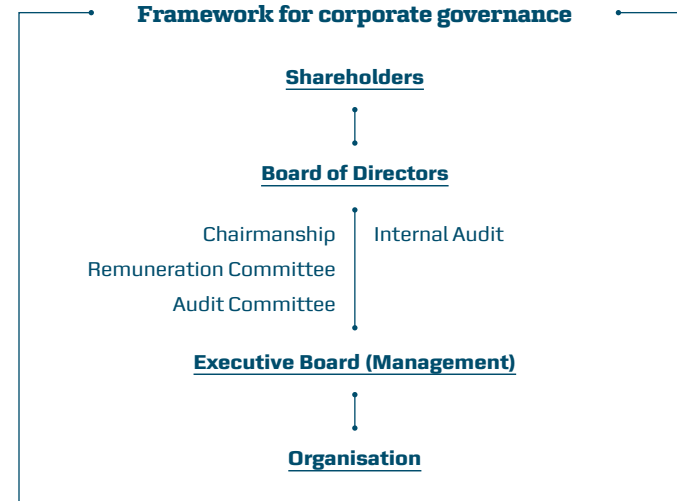 Framework for corporate governance
Shareholders
Board of Directors
Chairmanship
Internal Audit
Remuneration Committee
Audit Committee
Executive Board (Management)
Organisation